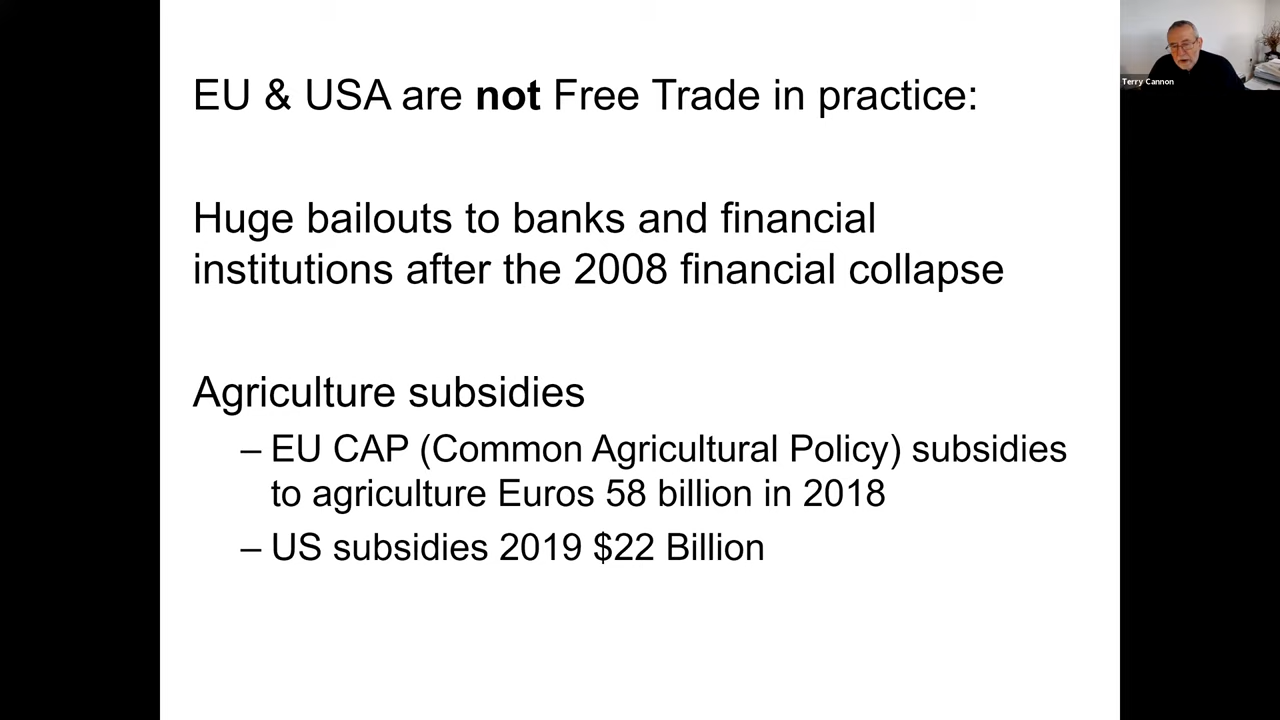 EU & USA are not Free Trade in practice:
Huge bailouts to banks and financial
institutions after the 2008 financial collapse
Agriculture subsidies
– EU CAP (Common Agricultural Policy) subsidies
to agriculture Euros 58 billion in 2018
– US subsidies 2019 $22 Billion
Terry Cannon